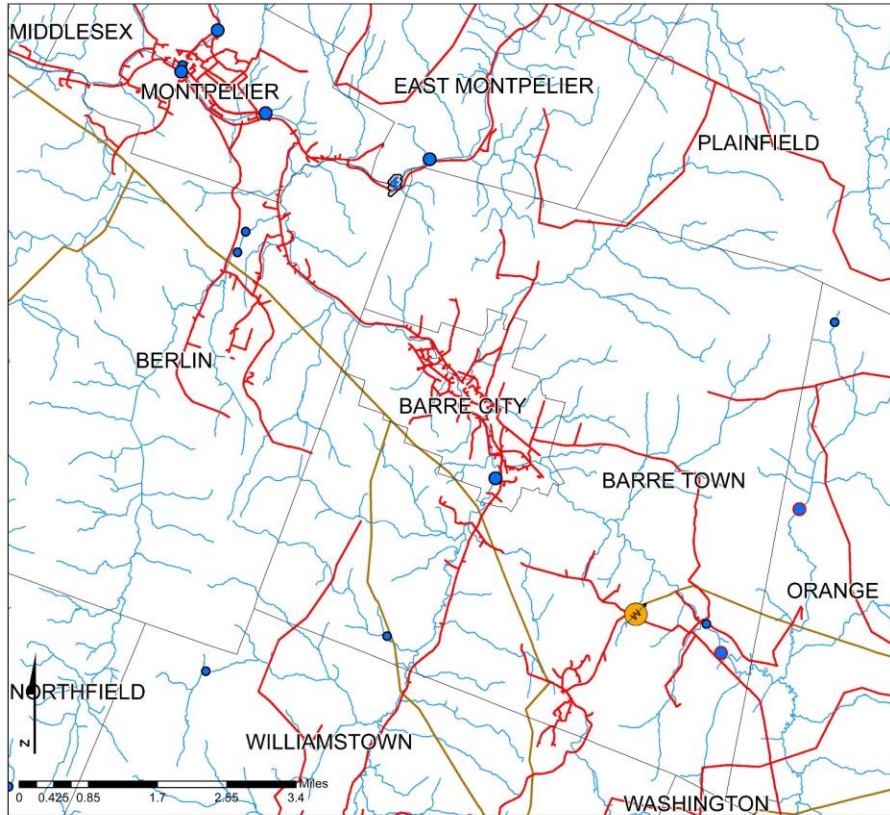 MIDDLESEX
MONTPELIER
EAST MONTPELIER
PLAINFIELD
BERLIN
BARRE CITY
BARRE TOWN
ORANGE
NORTHFIELD
WILLIAMSTOWN
WASHINGTON
N
Miles
0 0.425 0.85 1.7 2.55 3.4